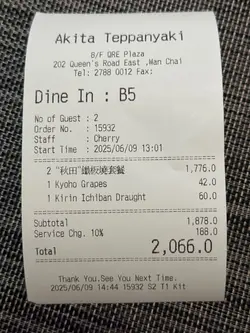 Akita Teppanyaki
8/F QRE Plaza
202 Queen's Road East ,Wan Chai
Tel: 2788 0012 Fax:
Dine In : B5
No of Guest : 2
Order No. : 15932
Staff : Cherry
Start Time : 2025/06/09 13:01
2 "秋田"鐵板燒套餐 1,776.0
1 Kyoho Grapes 42.0
1 Kirin Ichiban Draught 60.0
Subtotal 1,878.0
Service Chg. 10% 188.0
Total 2,066.0
Thank You.See You Next Time.
2025/06/09 14:44 15932 S2 T1 Kit